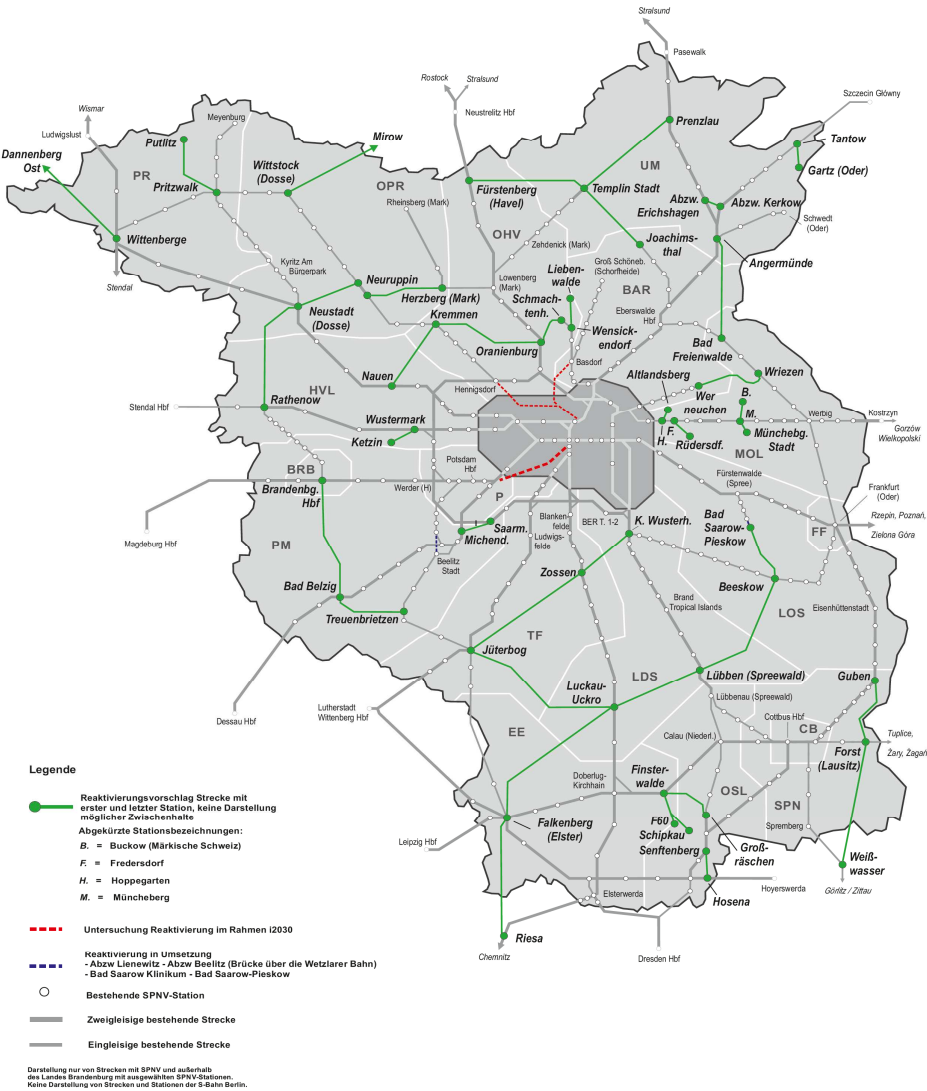 Stralsund
Pasewalk
Rostock
Stralsund
Neustrelitz Hbf
Szczecin Główny
Wismar
Ludwigslust
Meyenburg
Dannenberg
Ost
PR
Putlitz
Wittstock
(Dosse)
Mirow
Prenzlau
Tantow
Gartz (Oder)
Pritzwalk
OPR
Rheinsberg (Mark)
Fürstenberg
(Havel)
UM
Templin Stadt
Abzw.
Erichshagen
Abzw. Kerkow
Schwedt
(Oder)
Wittenberge
Stendal
OHV
Zehdenick (Mark)
Joachims-
thal
Angermünde
Kyritz Am
Bürgerpark
Neuruppin
Lieben-
walde
Groß Schöneb.
(Schorfheide)
BAR
Löwenberg
(Mark)
Herzberg (Mark)
Schmach-
tenh.
Neustadt
(Dosse)
Kremmen
Wensick-
endorf
Eberswalde
Hbf
Oranienburg
Basdorf
Bad
Freienwalde
Nauen
Hennigsdorf
Altlandsberg
Wriezen
HVL
Rathenow
Stendal Hbf
Wer
neuchen
B.
M.
Werbig
Kostrzyn
Gorzów
Wielkopolski
Wustermark
Ketzin
H.
F.
Rüdersdf.
Münchebg.
Stadt
MOL
Potsdam
Hbf
Fürstenwalde
(Spree)
BRB
Brandenbg.
Hbf
Werder (H)
P
Frankfurt
(Oder)
Magdeburg Hbf
Saarm.
Michend.
Blanken-
felde
Ludwigs-
felde
BER T. 1-2
K. Wusterh.
Bad
Saarow-
Pieskow
FF
Rzepin, Poznań,
Zielona Góra
PM
Beelitz
Stadt
Zossen
Beeskow
Bad Belzig
Treuenbrietzen
Brand
Tropical Islands
LOS
Eisenhüttenstadt
TF
Jüterbog
LDS
Lübben (Spreewald)
Guben
Luckau-
Uckro
Lübbenau (Spreewald)
Dessau Hbf
Lutherstadt
Wittenberg Hbf
EE
Calau (Niederl.)
Cottbus Hbf
CB
Forst
(Lausitz)
Tuplice,
Żary, Żagań
Doberlug-
Kirchhain
Finster-
walde
OSL
SPN
Spremberg
Falkenberg
(Elster)
F60
Schipkau
Senftenberg
Groß-
räschen
Leipzig Hbf
Weiß-
wasser
Görlitz / Zittau
Hoyerswerda
Elsterwerda
Hosena
Riesa
Chemnitz
Dresden Hbf
Legende
Reaktivierungsvorschlag Strecke mit
erster und letzter Station, keine Darstellung
möglicher Zwischenhalte
Abgekürzte Stationsbezeichnungen:
B. = Buckow (Märkische Schweiz)
F. = Fredersdorf
H. = Hoppegarten
M. = Müncheberg
Untersuchung Reaktivierung im Rahmen i2030
Reaktivierung in Umsetzung
- Abzw Lienewitz - Abzw Beelitz (Brücke über die Wetzlarer Bahn)
- Bad Saarow Klinikum - Bad Saarow-Pieskow
Bestehende SPNV-Station
Zweigleisige bestehende Strecke
Eingleisige bestehende Strecke
Darstellung nur von Strecken mit SPNV und außerhalb
des Landes Brandenburg mit ausgewählten SPNV-Stationen.
Keine Darstellung von Strecken und Stationen der S-Bahn Berlin.